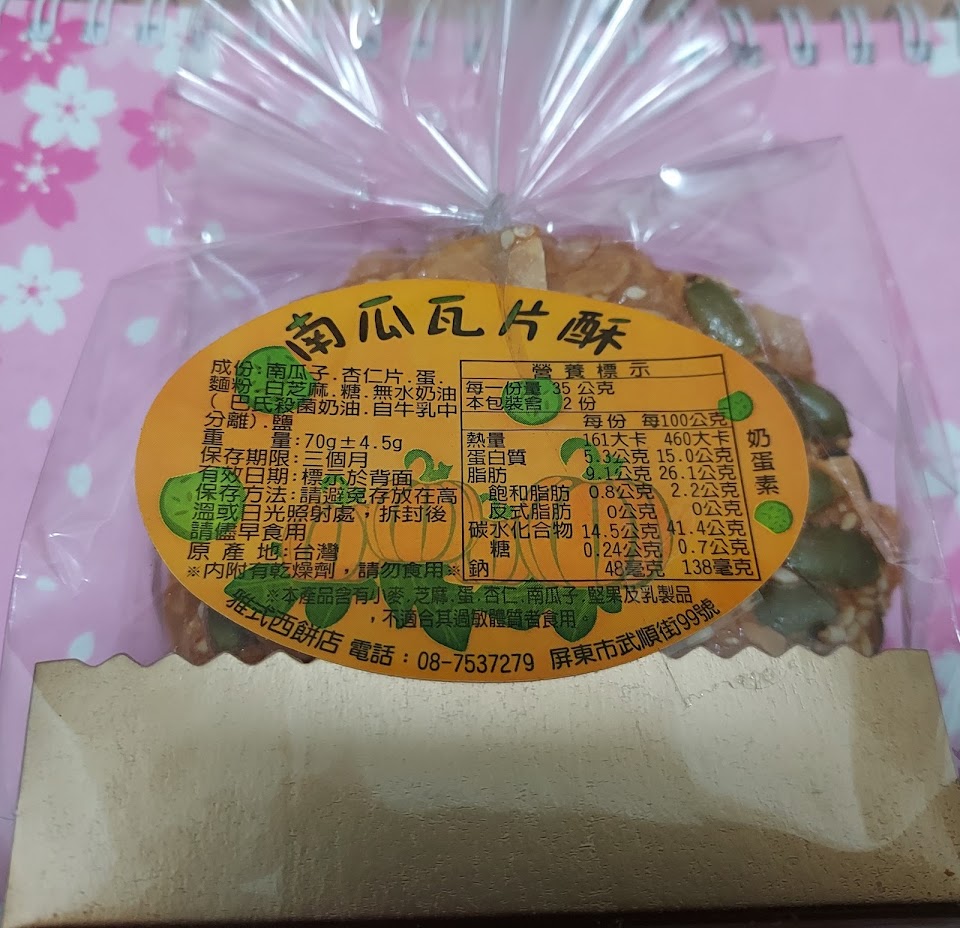 南瓜瓦片酥
成份:南瓜子.杏仁片.蛋.
麵粉.白芝麻.糖.無水奶油
(巴氏殺菌奶油.自牛乳中
分離).鹽
重 量:70g±4.5g
保存期限:三個月
有效日期:標示於背面
保存方法:請避免存放在高
溫或日光照射處，拆封後
請儘早食用
原 產 地:台灣
※內附有乾燥劑，請勿食用※
營養標示
每一份量 35 公克
本包裝含 2 份
每份 每100公克
熱量 161大卡 460大卡
蛋白質 5.3公克 15.0公克
脂肪 9.1公克 26.1公克
飽和脂肪 0.8公克 2.2公克
反式脂肪 0公克 0公克
碳水化合物 14.5公克 41.4公克
糖 0.24公克 0.7公克
鈉 48毫克 138毫克
奶蛋素
※本產品含有小麥.芝麻.蛋.杏仁.南瓜子.堅果及乳製品
，不適合其過敏體質者食用。
雅式西餅店 電話：08-7537279 屏東市武順街99號